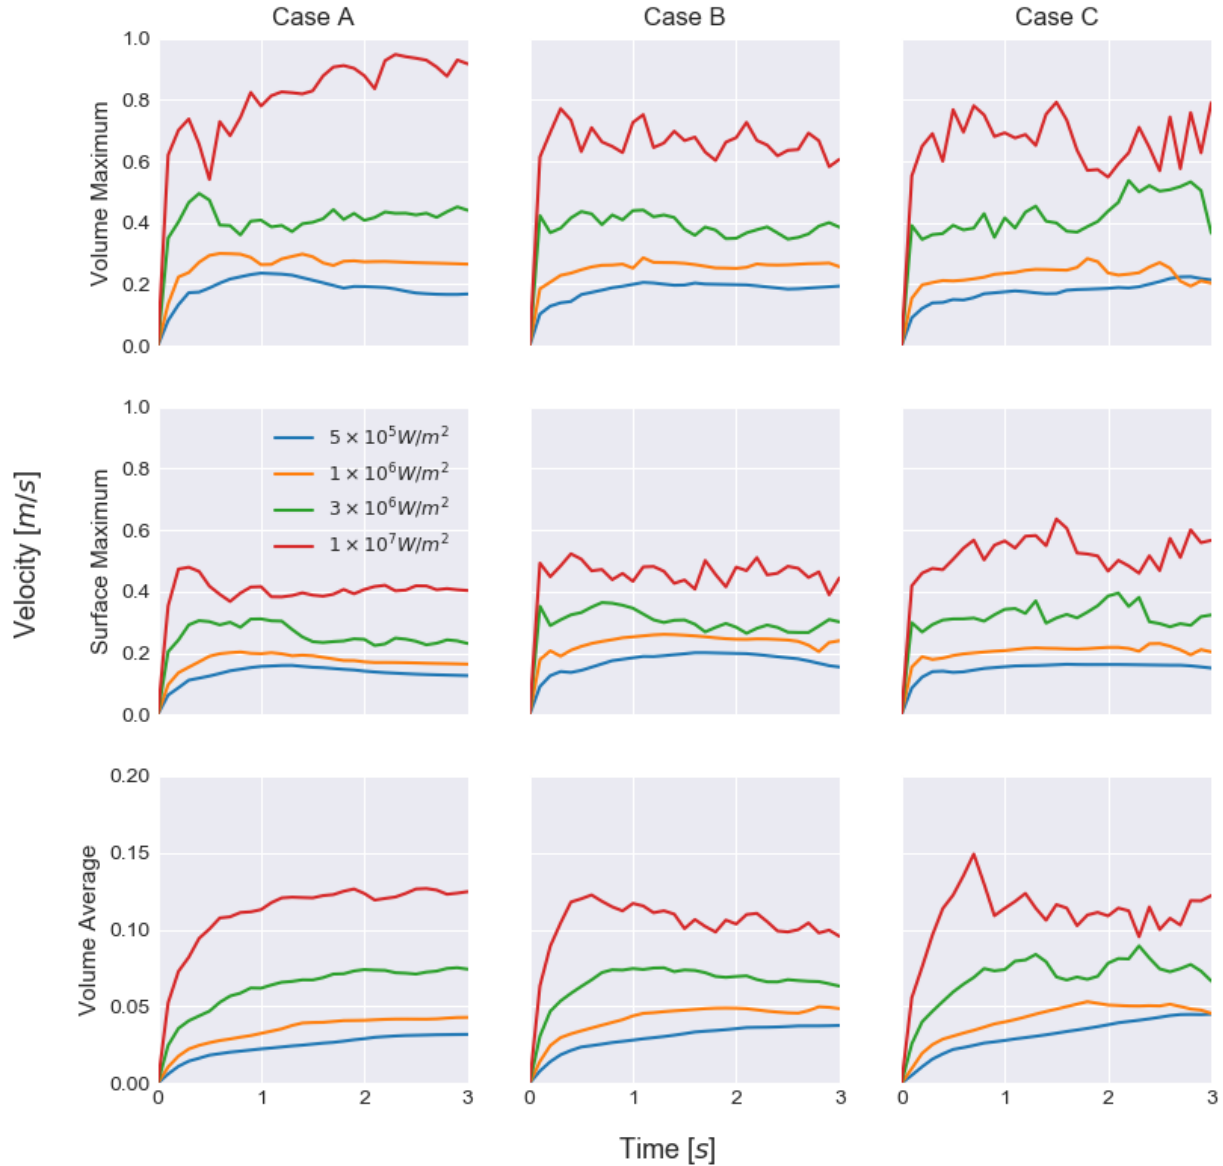 Case A Case B Case C
1.0
0.8
0.6
0.4
0.2
0.0
Volume Maximum
1.0
0.8
0.6
0.4
0.2
0.0
Surface Maximum
5 × 10⁵W/m²
1 × 10⁶W/m²
3 × 10⁶W/m²
1 × 10⁷W/m²
Velocity [m/s]
0.20
0.15
0.10
0.05
0.00
Volume Average
0 1 2 3 0 1 2 3 0 1 2 3
Time [s]